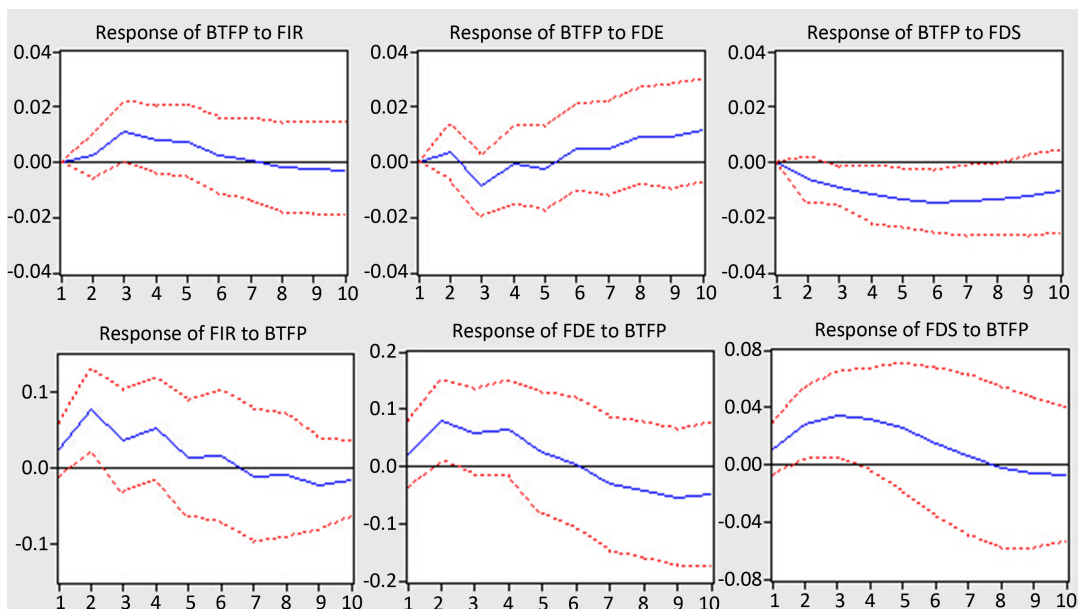 Response of BTFP to FIR
0.04
0.02
0.00
-0.02
-0.04
1 2 3 4 5 6 7 8 9 10
Response of BTFP to FDE
0.04
0.02
0.00
-0.02
-0.04
1 2 3 4 5 6 7 8 9 10
Response of BTFP to FDS
0.04
0.02
0.00
-0.02
-0.04
1 2 3 4 5 6 7 8 9 10
Response of FIR to BTFP
0.1
0.0
-0.1
1 2 3 4 5 6 7 8 9 10
Response of FDE to BTFP
0.2
0.1
0.0
-0.1
-0.2
1 2 3 4 5 6 7 8 9 10
Response of FDS to BTFP
0.08
0.04
0.00
-0.04
-0.08
1 2 3 4 5 6 7 8 9 10